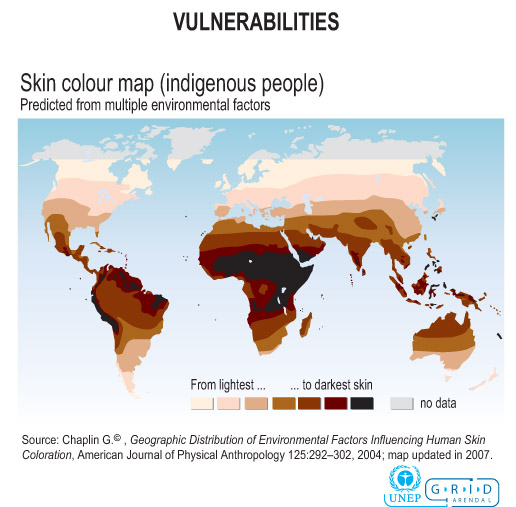 VULNERABILITIES
Skin colour map (indigenous people)
Predicted from multiple environmental factors
From lightest ... ... to darkest skin
no data
Source: Chaplin G.© , Geographic Distribution of Environmental Factors Influencing Human Skin
Coloration, American Journal of Physical Anthropology 125:292–302, 2004; map updated in 2007.
UNEP
G R I D
ARENDAL